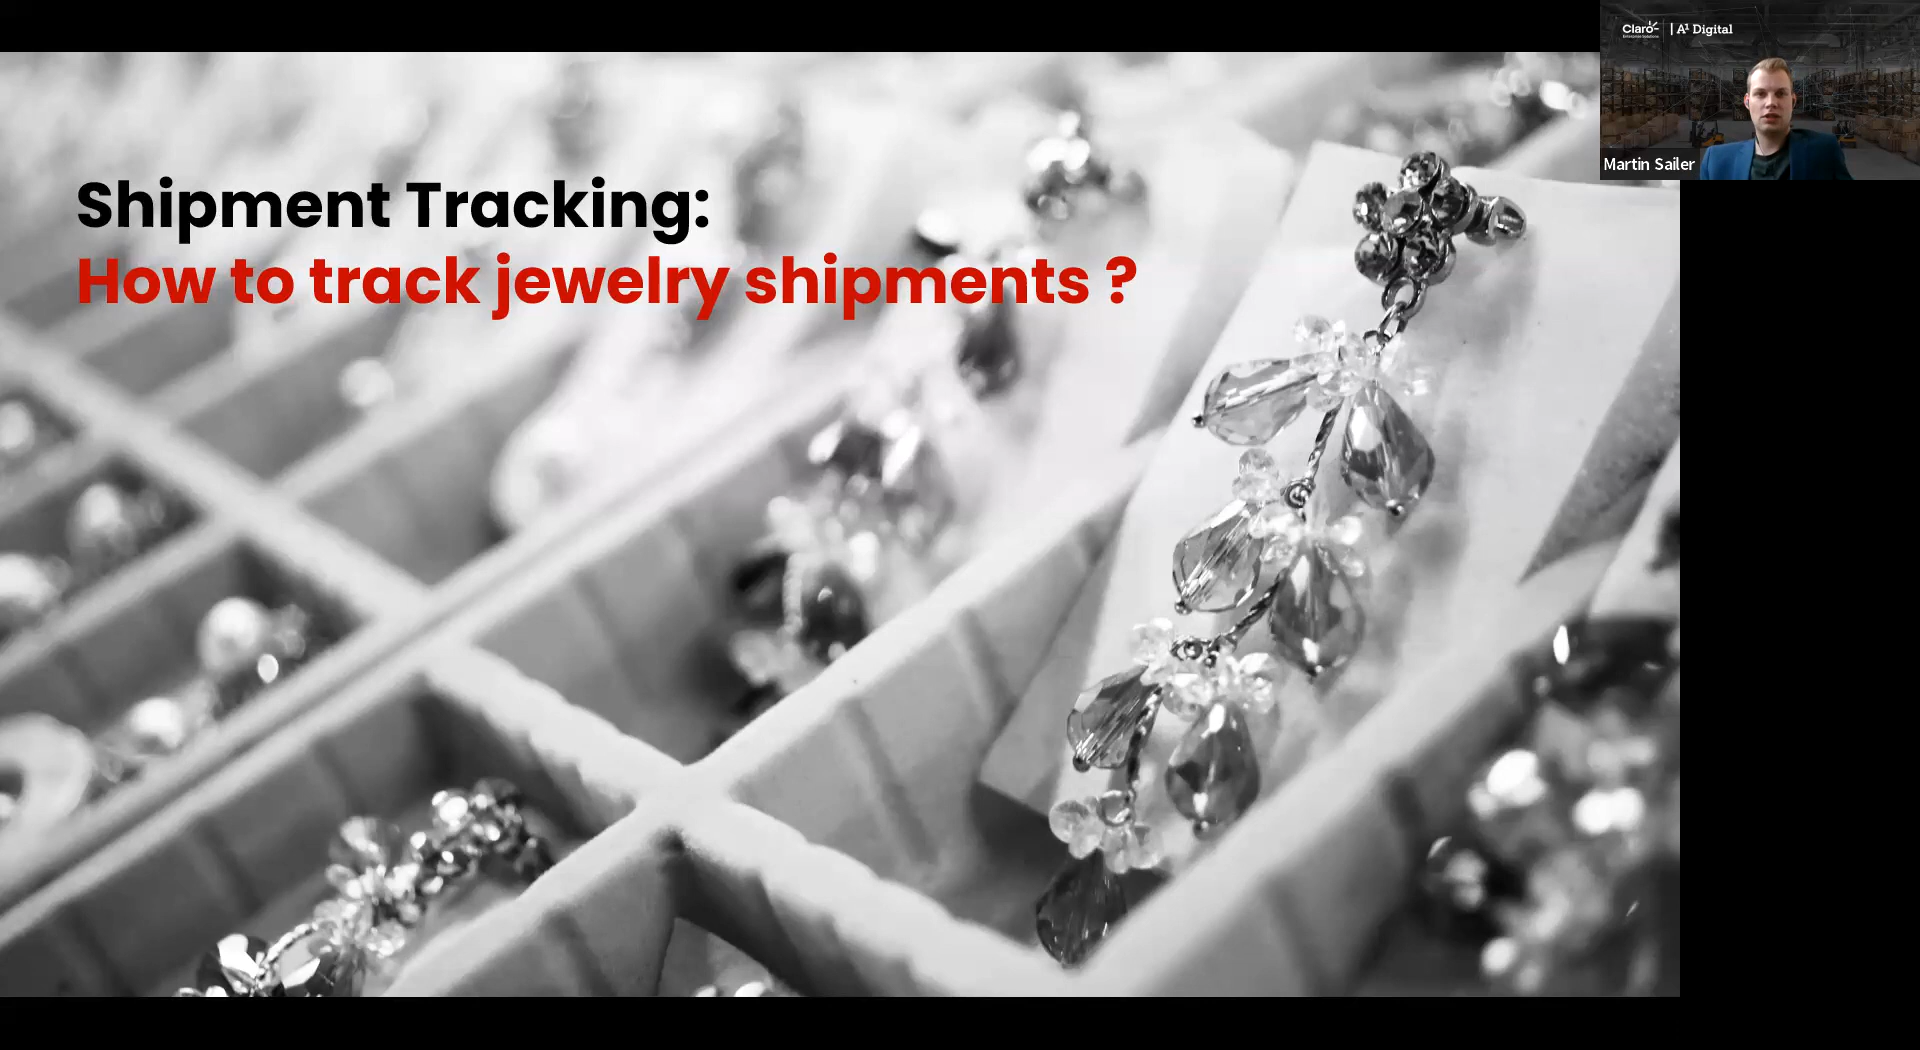 Shipment Tracking:
How to track jewelry shipments ?
Claro
| A¹ Digital
Martin Sailer